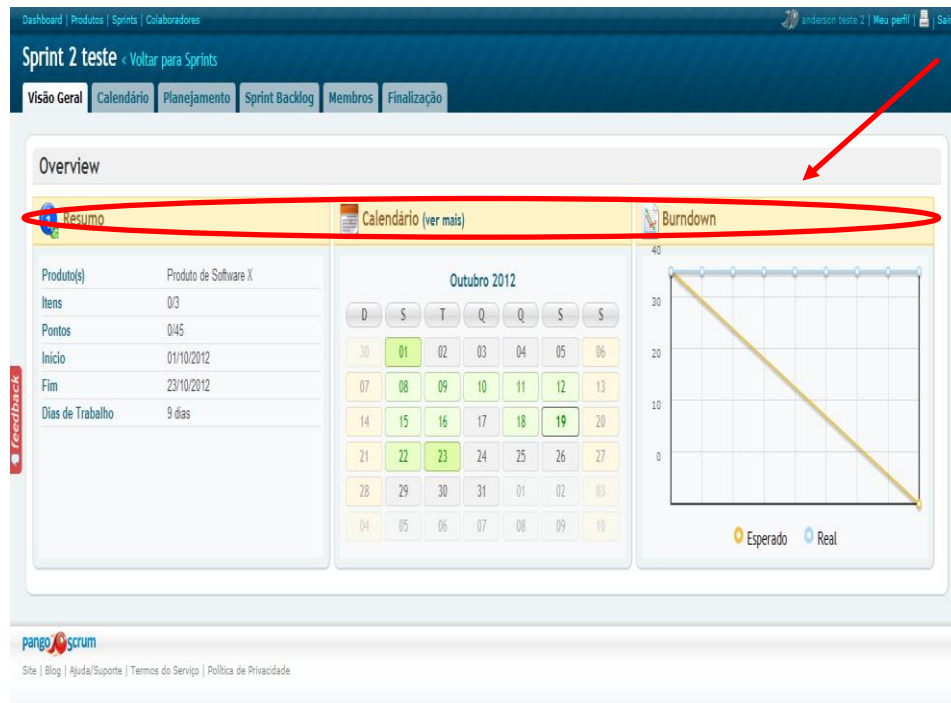 Dashboard | Produtos | Sprints | Colaboradores
anderson teste 2 | Meu perfil | | Sair
Sprint 2 teste < Voltar para Sprints
Visão Geral Calendário Planejamento Sprint Backlog Membros Finalização
Overview
Resumo
Produto(s) Produto de Software X
Itens 0/3
Pontos 0/45
Início 01/10/2012
Fim 23/10/2012
Dias de Trabalho 9 dias
Calendário (ver mais)
Outubro 2012
D S T Q Q S S
30 01 02 03 04 05 06
07 08 09 10 11 12 13
14 15 16 17 18 19 20
21 22 23 24 25 26 27
28 29 30 31 01 02 03
04 05 06 07 08 09 10
Burndown
40
30
20
10
0
Esperado Real
feedback
pango scrum
Site | Blog | Ajuda/Suporte | Termos do Serviço | Política de Privacidade